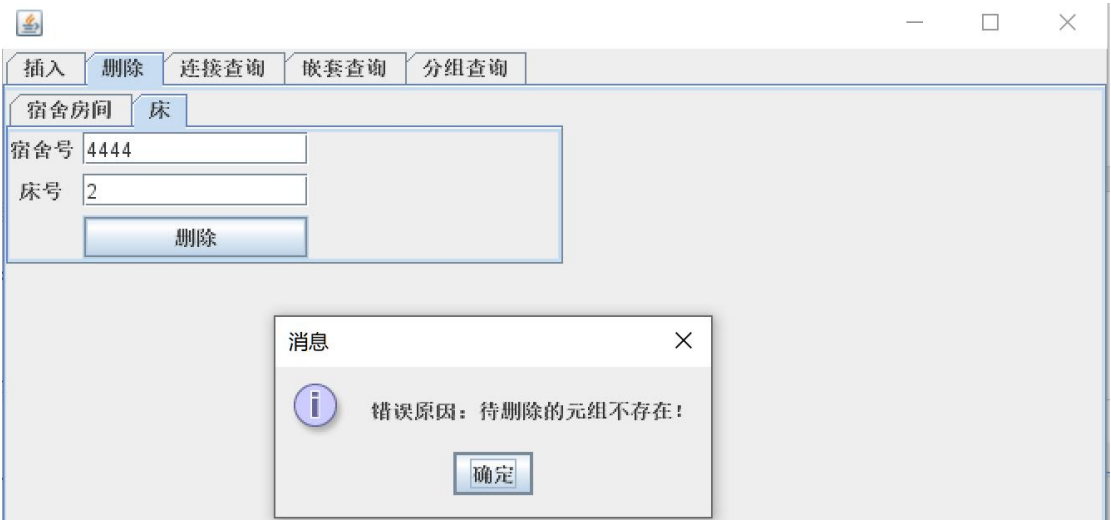 插入 删除 连接查询 嵌套查询 分组查询
宿舍房间 床
宿舍号 4444
床号 2
删除
消息
错误原因：待删除的元组不存在！
确定